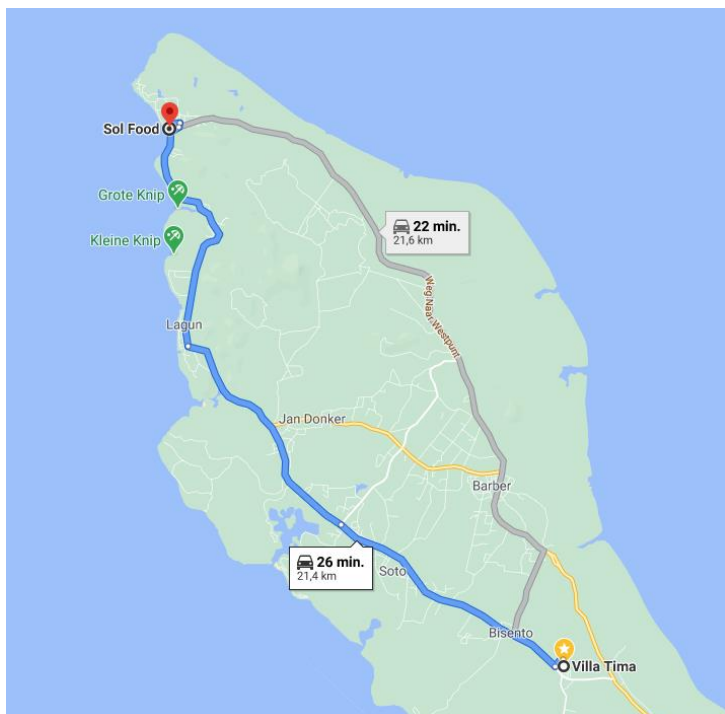 Sol Food
Grote Knip
22 min.
21,6 km
Kleine Knip
Weg Naar Westpunt
Lagun
Jan Donker
Barber
26 min.
21,4 km
Soto
Bisento
Villa Tima